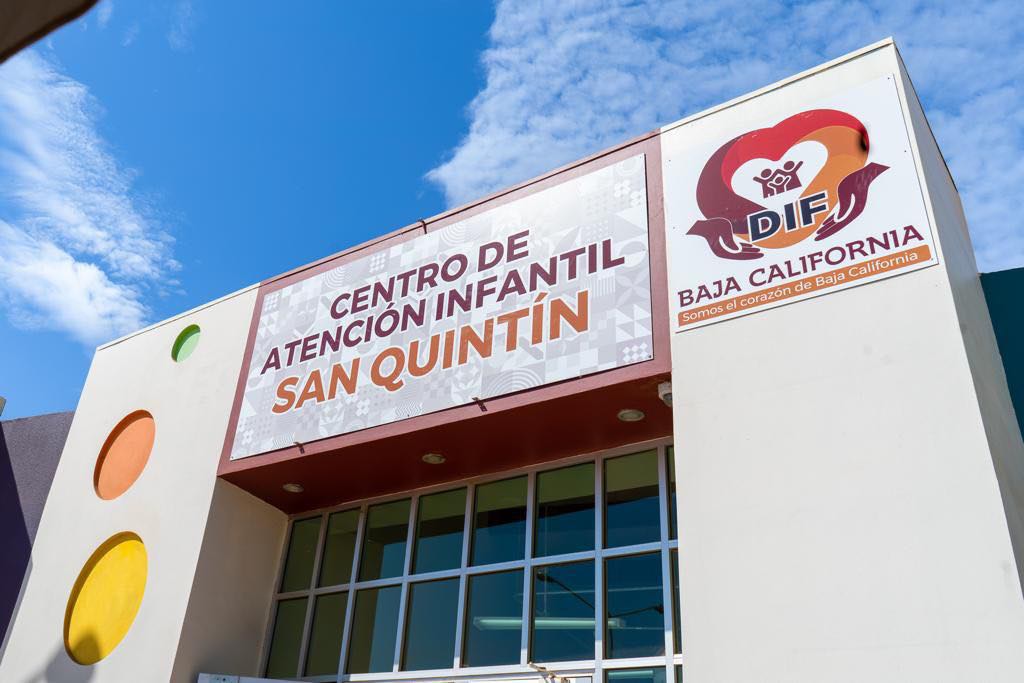 CENTRO DE
ATENCIÓN INFANTIL
SAN QUINTÍN
DIF
BAJA CALIFORNIA
Somos el corazón de Baja California